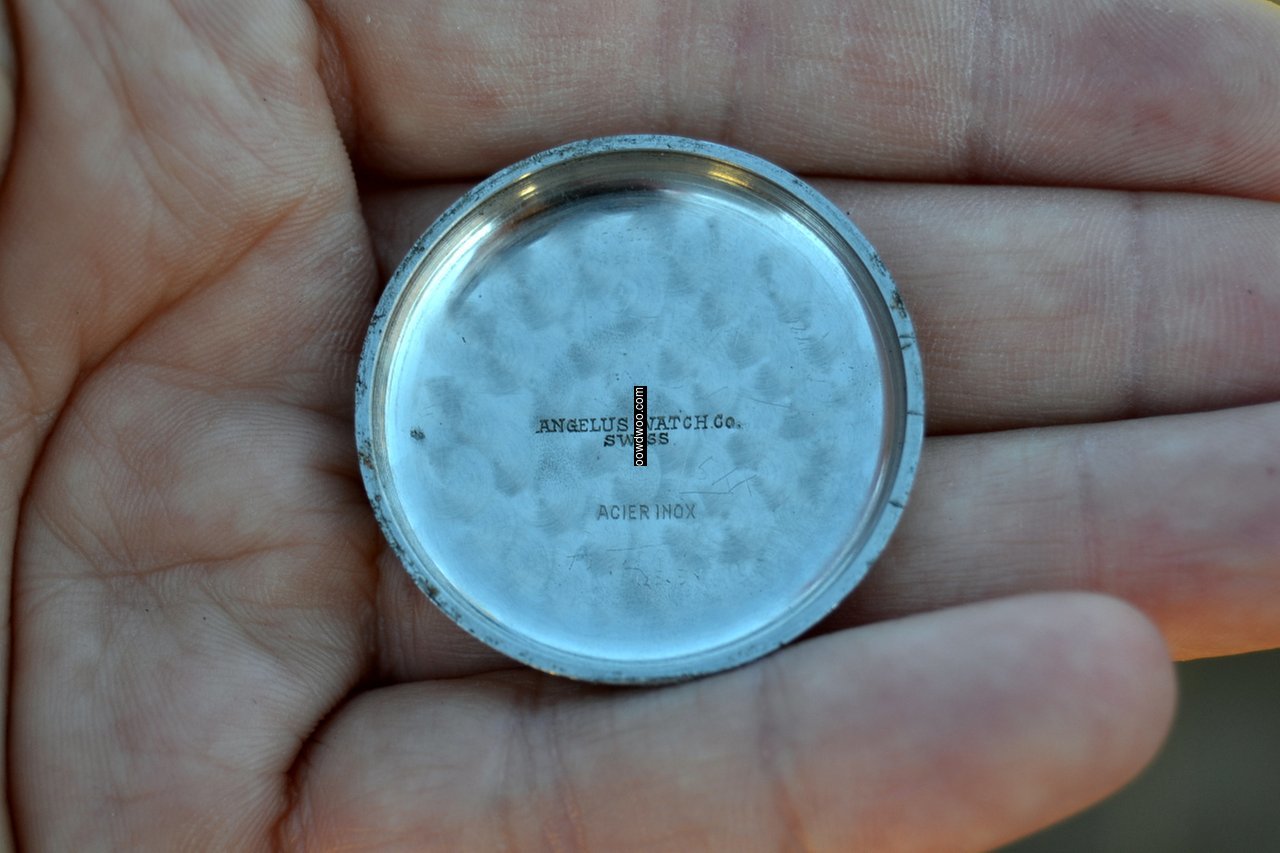 ANGELUS WATCH.Co.
SWISS
oowdwoo.com
ACIER INOX